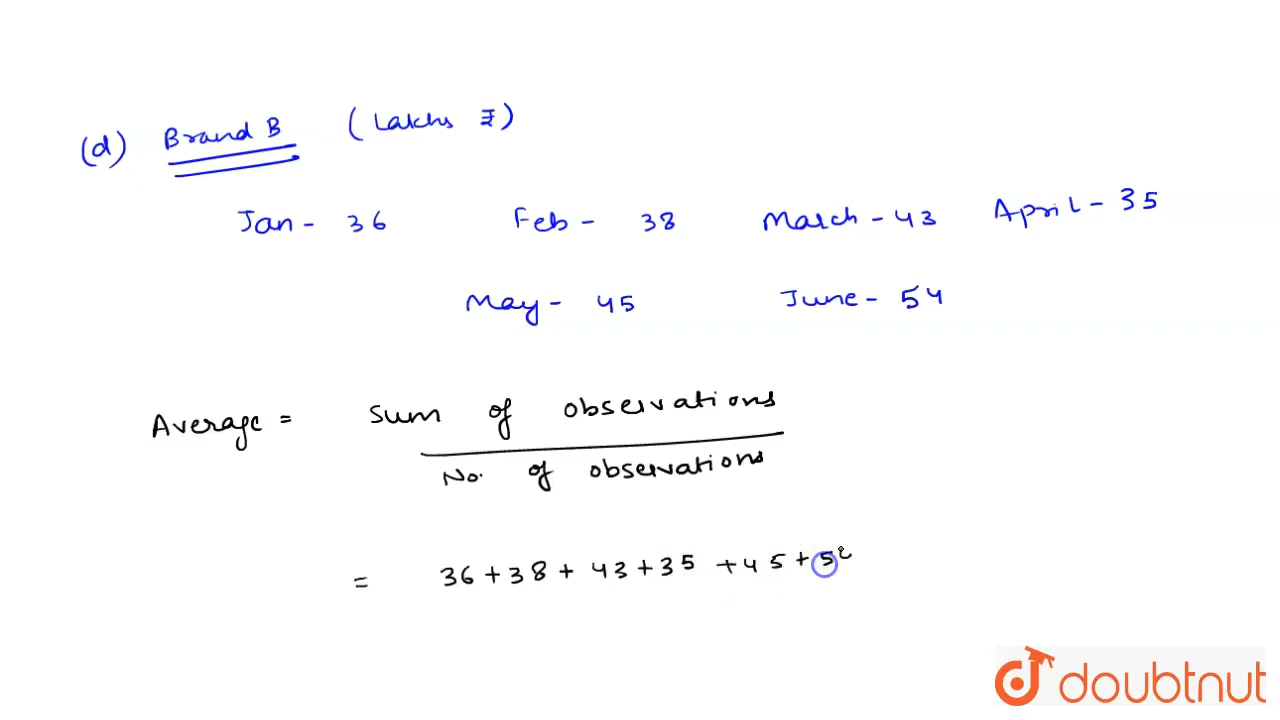 (d) Brand B (Lakhs ₹)
Jan - 36 Feb - 38 March - 43 April - 35
May - 45 June - 54
Average = Sum of observations
No. of observations
= 36 + 38 + 43 + 35 + 45 + 5
doubtnut